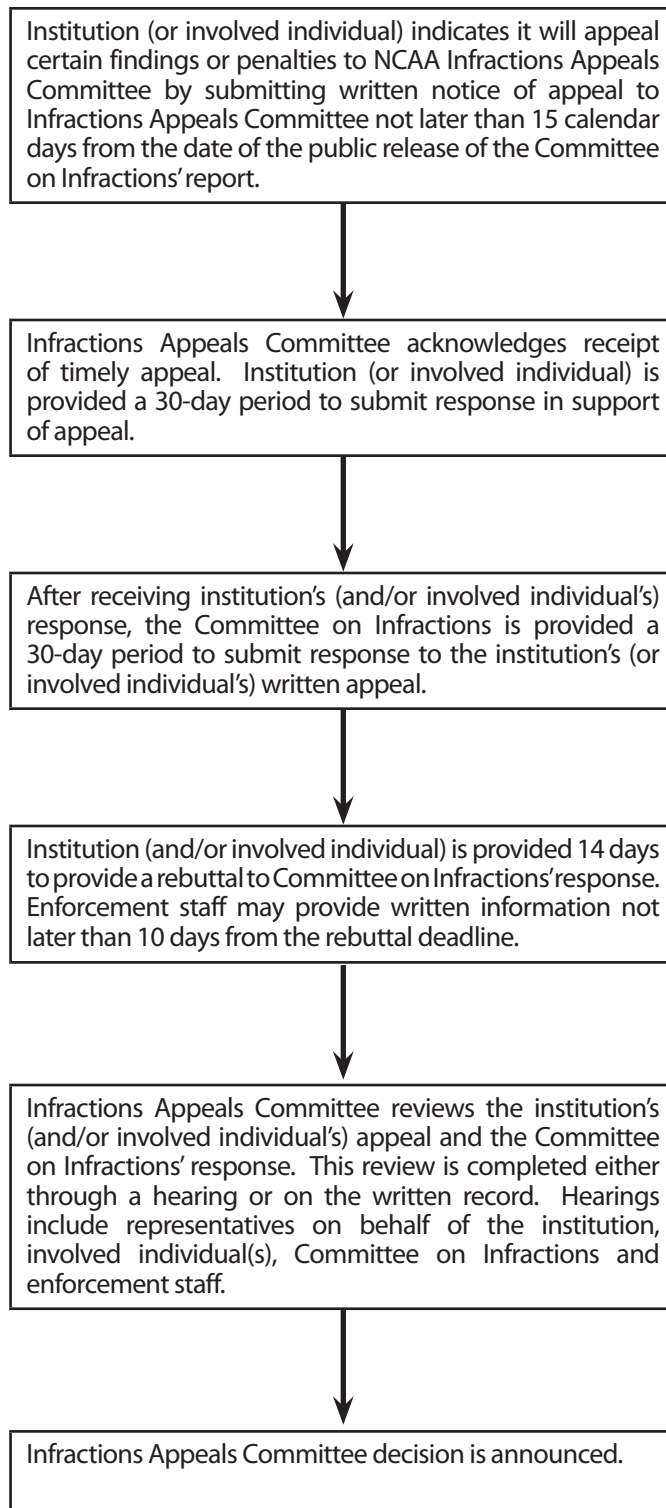 Institution (or involved individual) indicates it will appeal
certain findings or penalties to NCAA Infractions Appeals
Committee by submitting written notice of appeal to
Infractions Appeals Committee not later than 15 calendar
days from the date of the public release of the Committee
on Infractions’ report.
Infractions Appeals Committee acknowledges receipt
of timely appeal. Institution (or involved individual) is
provided a 30-day period to submit response in support
of appeal.
After receiving institution’s (and/or involved individual’s)
response, the Committee on Infractions is provided a
30-day period to submit response to the institution’s (or
involved individual’s) written appeal.
Institution (and/or involved individual) is provided 14 days
to provide a rebuttal to Committee on Infractions’ response.
Enforcement staff may provide written information not
later than 10 days from the rebuttal deadline.
Infractions Appeals Committee reviews the institution’s
(and/or involved individual’s) appeal and the Committee
on Infractions’ response. This review is completed either
through a hearing or on the written record. Hearings
include representatives on behalf of the institution,
involved individual(s), Committee on Infractions and
enforcement staff.
Infractions Appeals Committee decision is announced.